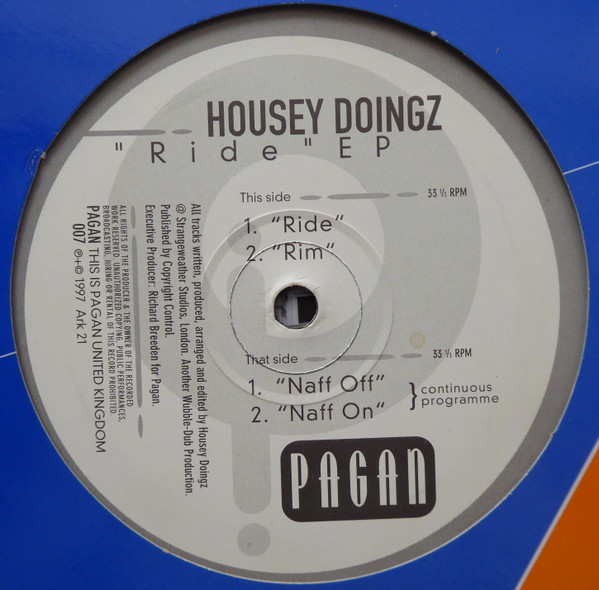 HOUSEY DOINGZ
"Ride" EP
This side 33 ⅓ RPM
1. "Ride"
2. "Rim"
That side 33 ⅓ RPM
1. "Naff Off"
2. "Naff On"
} continuous
programme
PAGAN
All tracks written, produced, arranged and edited by Housey Doingz
@ Strangeweather Studios, London. Another Wubble-Dub Production.
Published by Copyright Control.
Executive Producer: Richard Breeden for Pagan.
ALL RIGHTS OF THE PRODUCER & THE OWNER OF THE RECORDED
WORK RESERVED. UNAUTHORIZED COPYING, PUBLIC PERFORMANCES,
BROADCASTING, HIRING OR RENTAL OF THIS RECORD PROHIBITED
PAGAN THIS IS PAGAN UNITED KINGDOM
007 ℗+© 1997 Ark 21